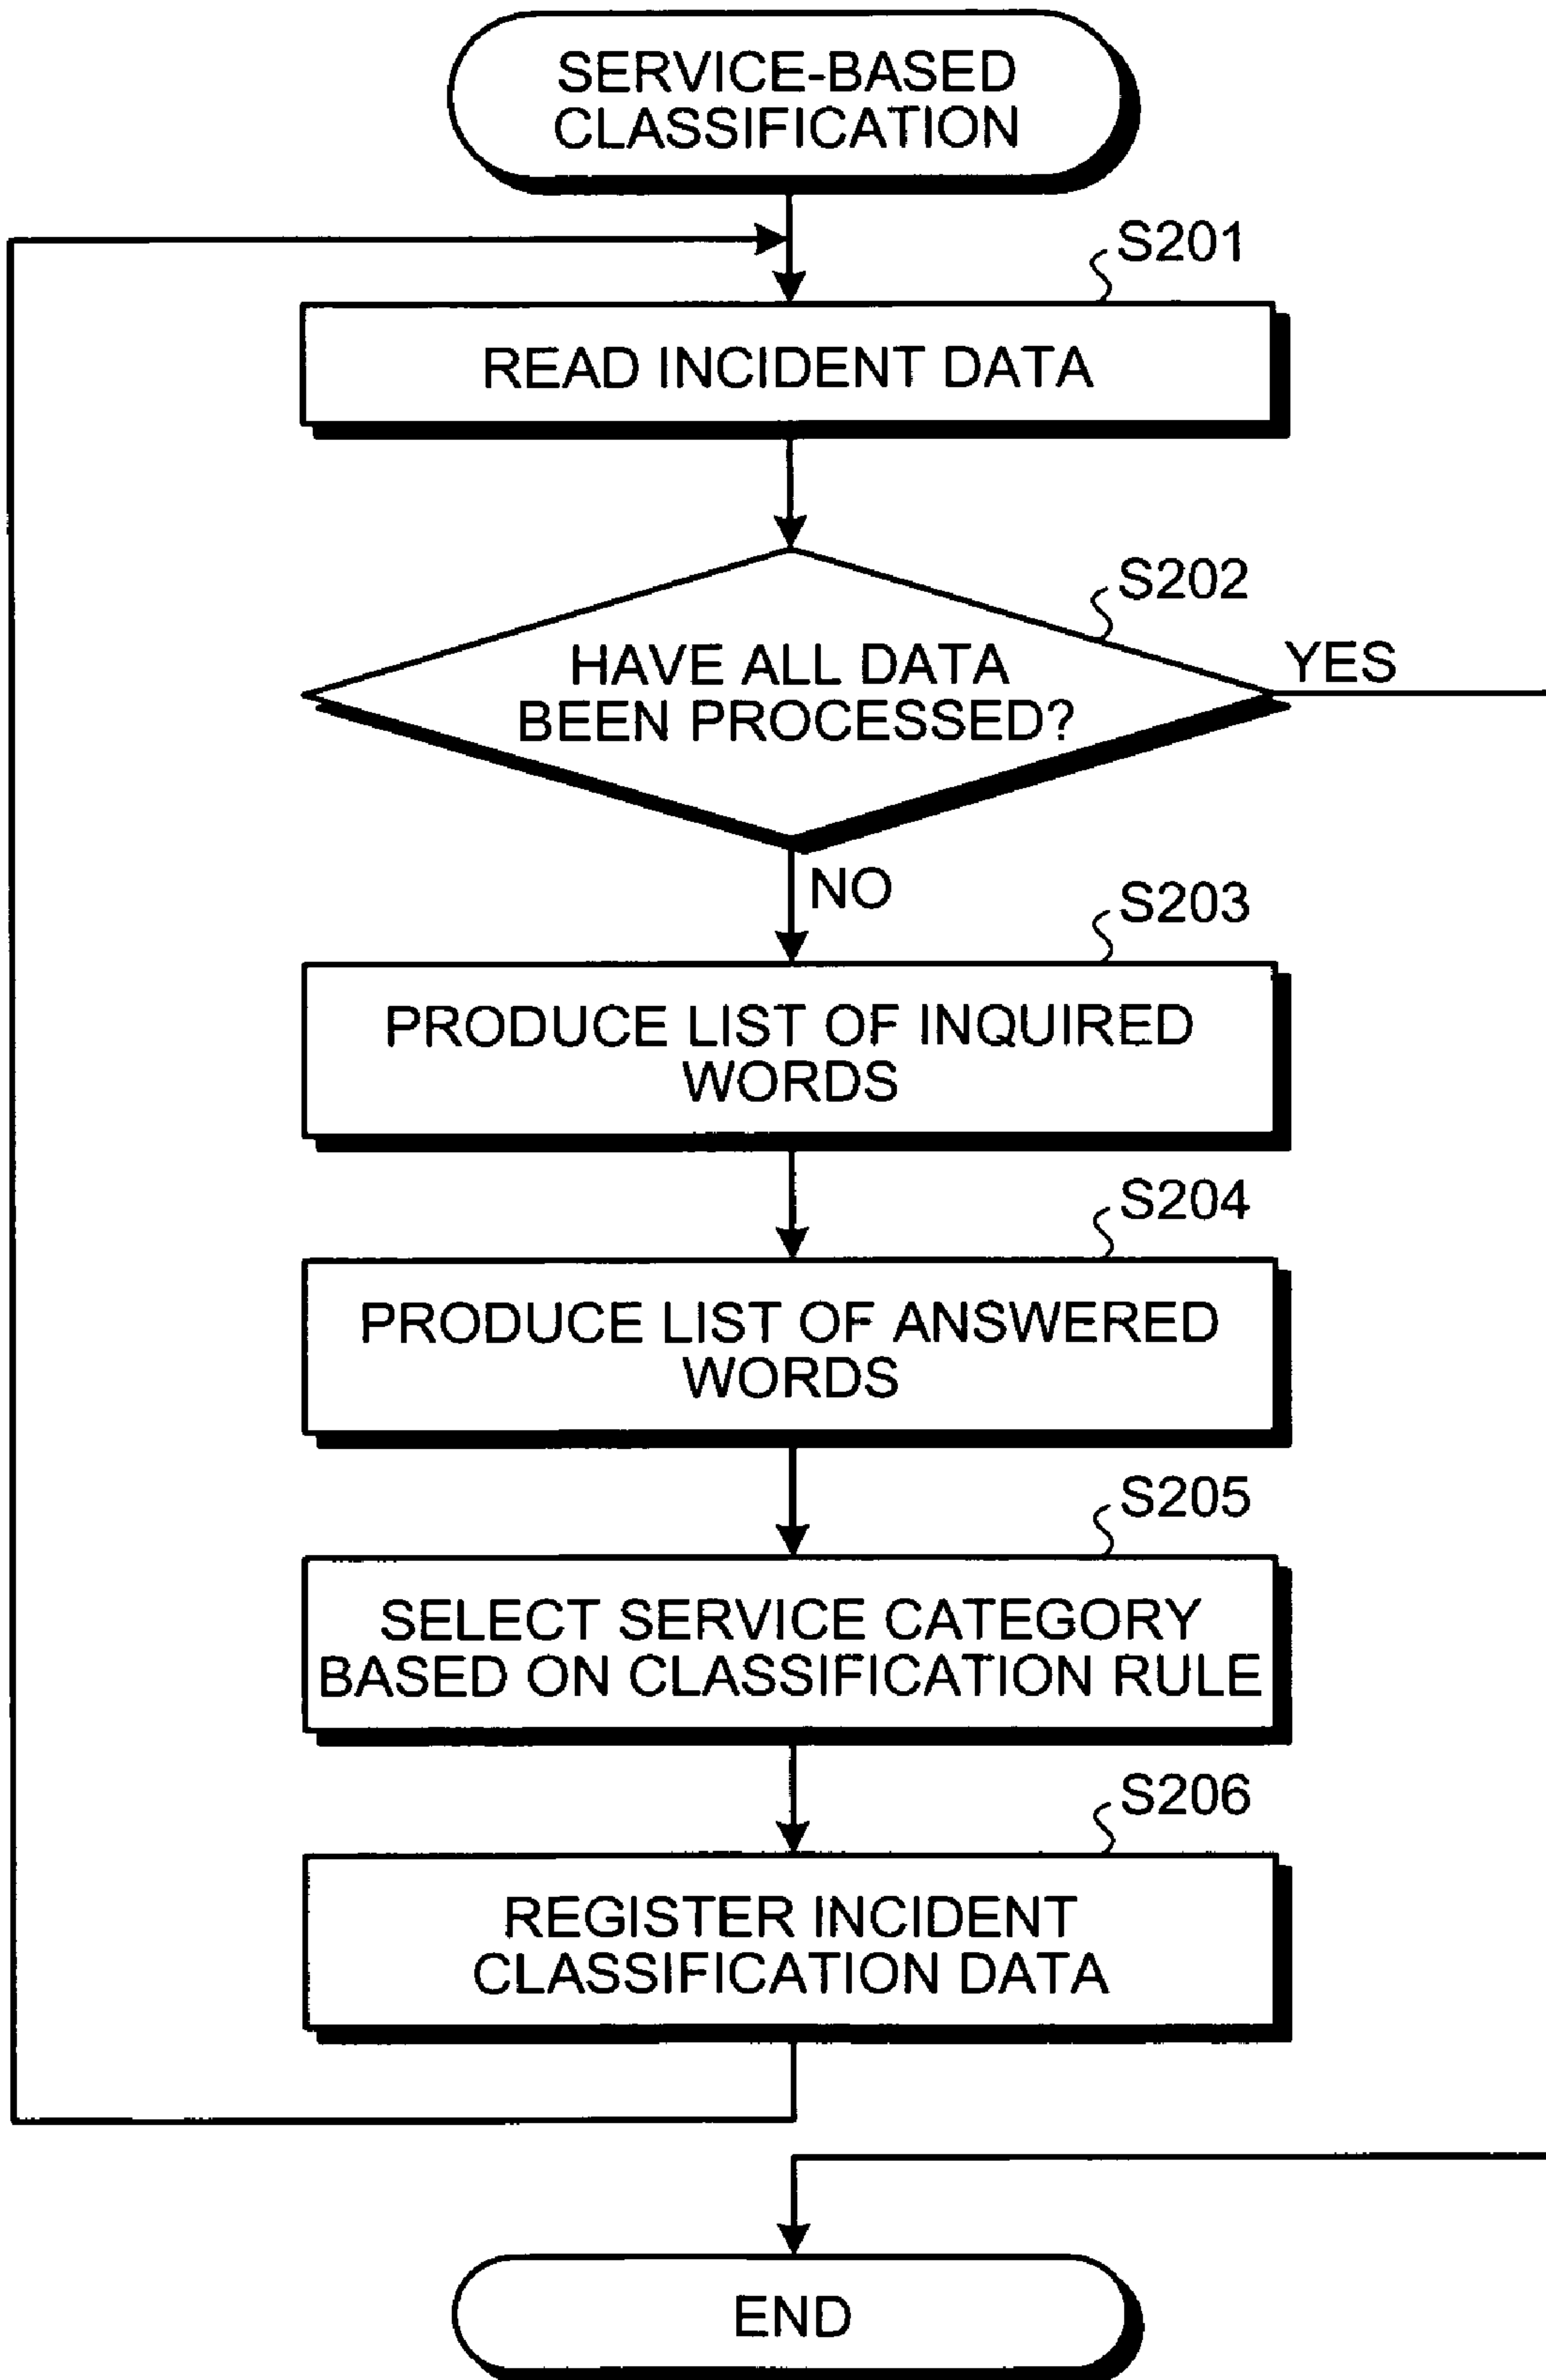 SERVICE-BASED
CLASSIFICATION
S201
READ INCIDENT DATA
S202
HAVE ALL DATA
BEEN PROCESSED?
YES
NO
S203
PRODUCE LIST OF INQUIRED
WORDS
S204
PRODUCE LIST OF ANSWERED
WORDS
S205
SELECT SERVICE CATEGORY
BASED ON CLASSIFICATION RULE
S206
REGISTER INCIDENT
CLASSIFICATION DATA
END